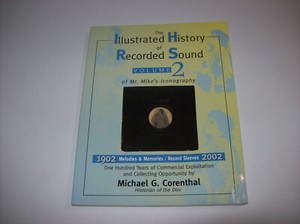 The
Illustrated History
of
Recorded Sound
VOLUME 2
of Mr. Mike's Iconography
1902 Melodies & Memories / Record Sleeves 2002
One Hundred Years of Commercial Exploitation
and Collecting Opportunity by
Michael G. Corenthal
Historian of the Disc